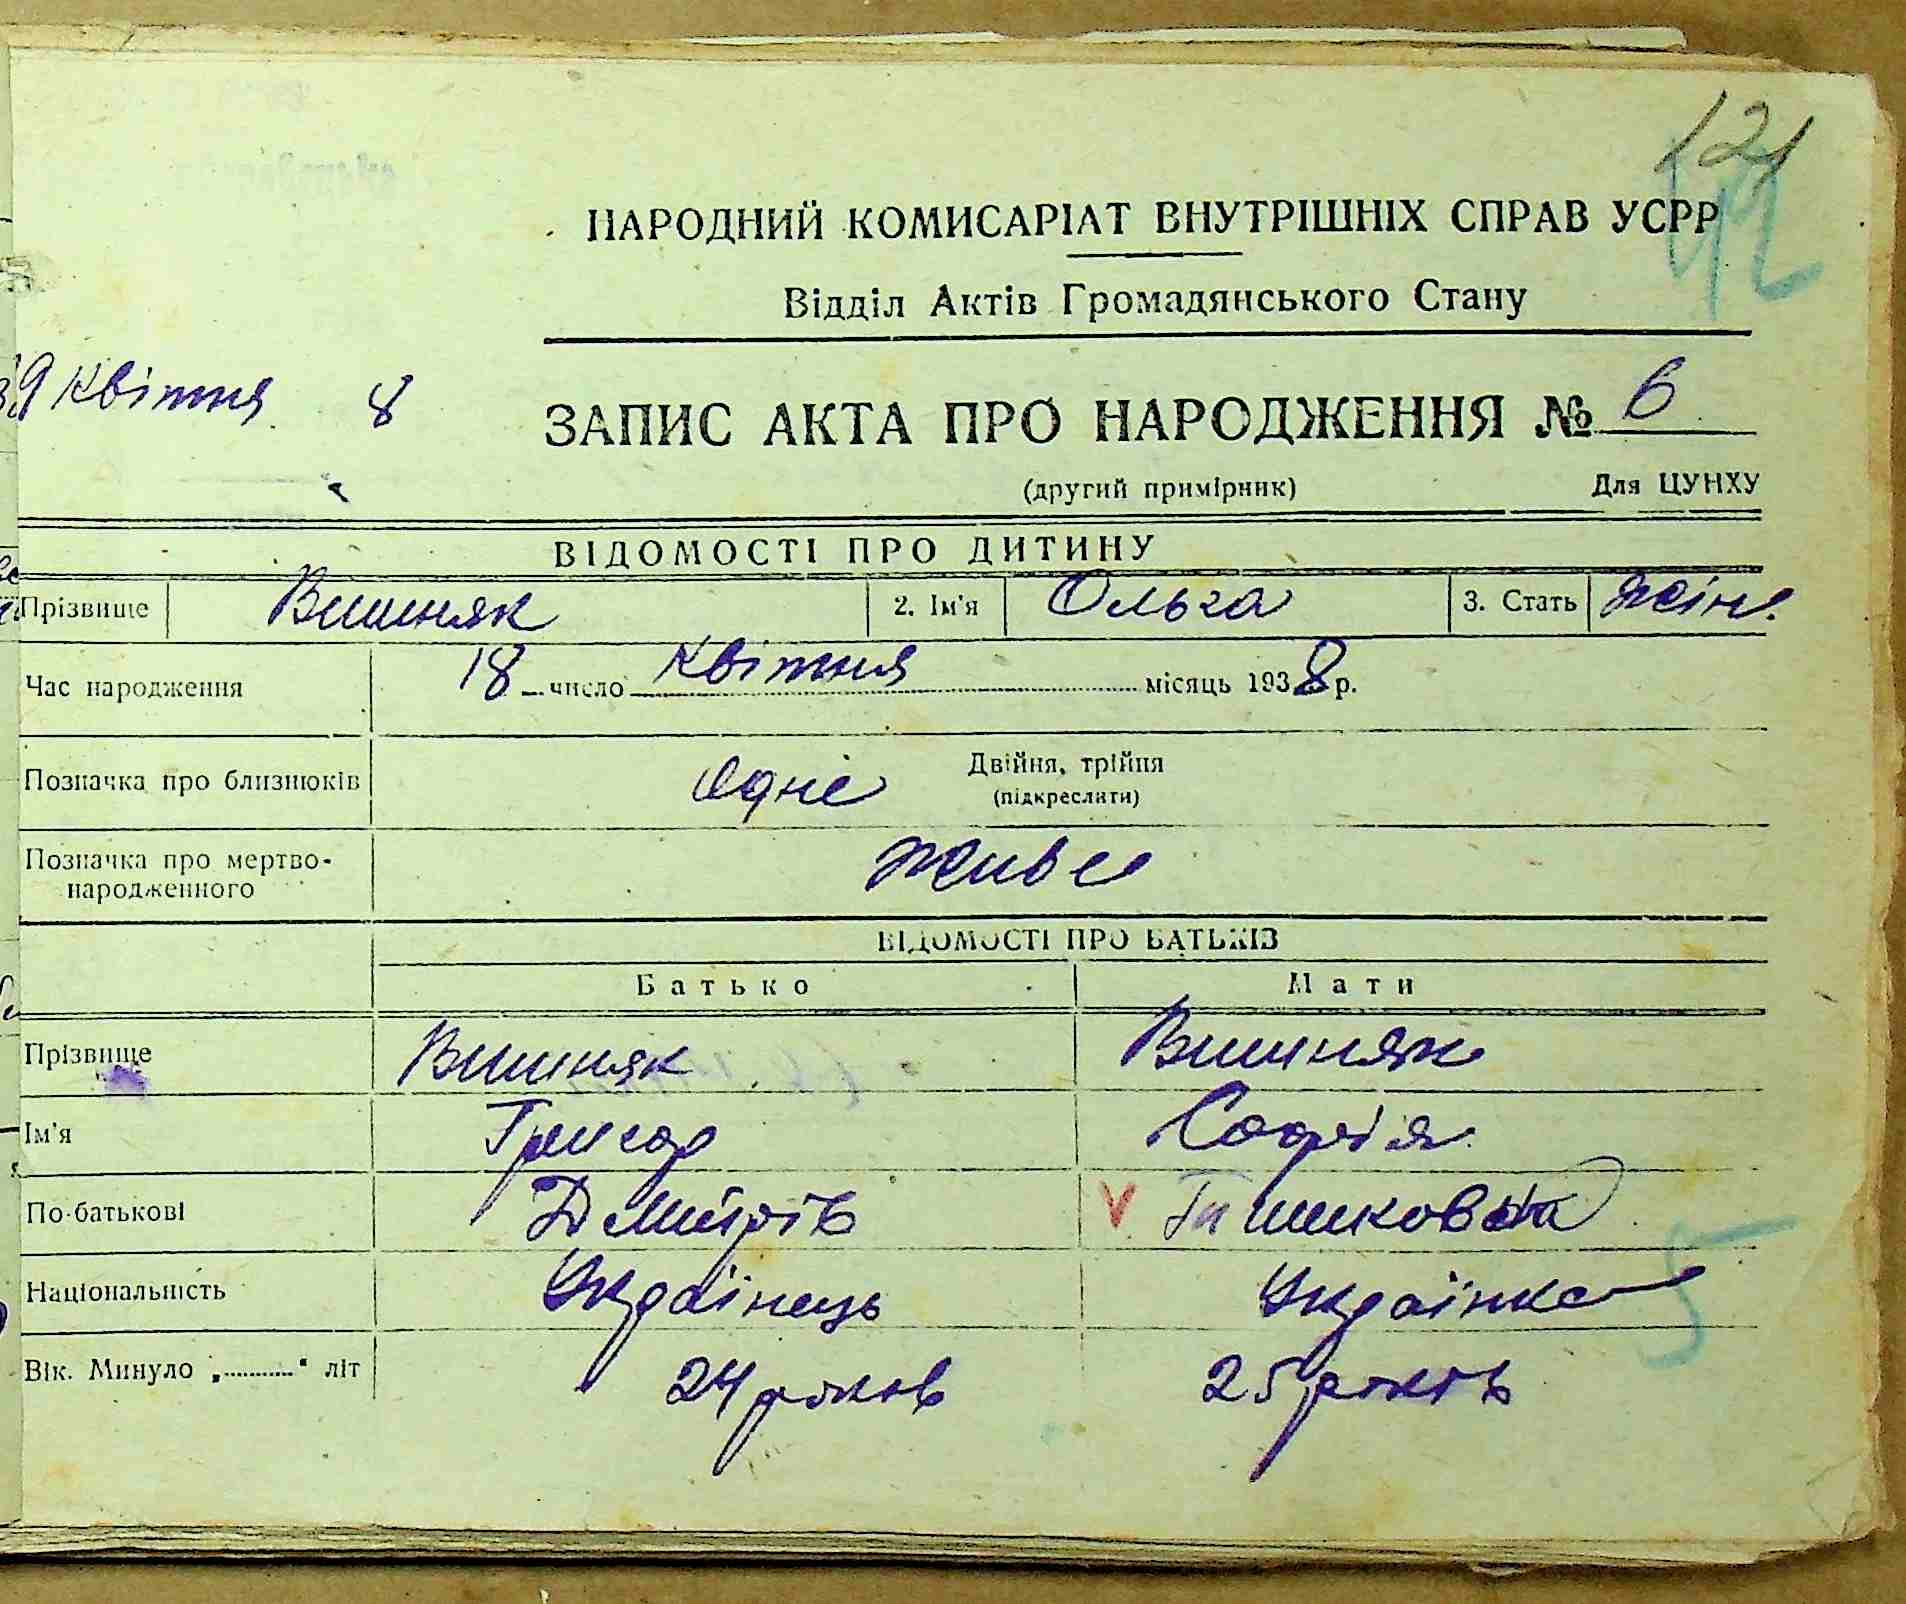 121
42
НАРОДНИЙ КОМИСАРІАТ ВНУТРІШНІХ СПРАВ УСРР
Відділ Актів Громадянського Стану
9 квітня 8
ЗАПИС АКТА ПРО НАРОДЖЕННЯ № 6
(другий примірник) Для ЦУНХУ
ВІДОМОСТІ ПРО ДИТИНУ
Прізвище Вишняк 2. Ім'я Ольга 3. Стать жін.
Час народження 18 число квітня місяць 1938 р.
Позначка про близнюків одне Двійня, трійня
(підкреслити)
Позначка про мертво-
народженного живе
ВІДОМОСТІ ПРО БАТЬКІВ
Батько Мати
Прізвище Вишняк Вишняк
Ім'я Григор Софія
По-батькові Дмитрів
Національність Українець Українка
5
Вік. Минуло „..........“ літ 24 років 25 років